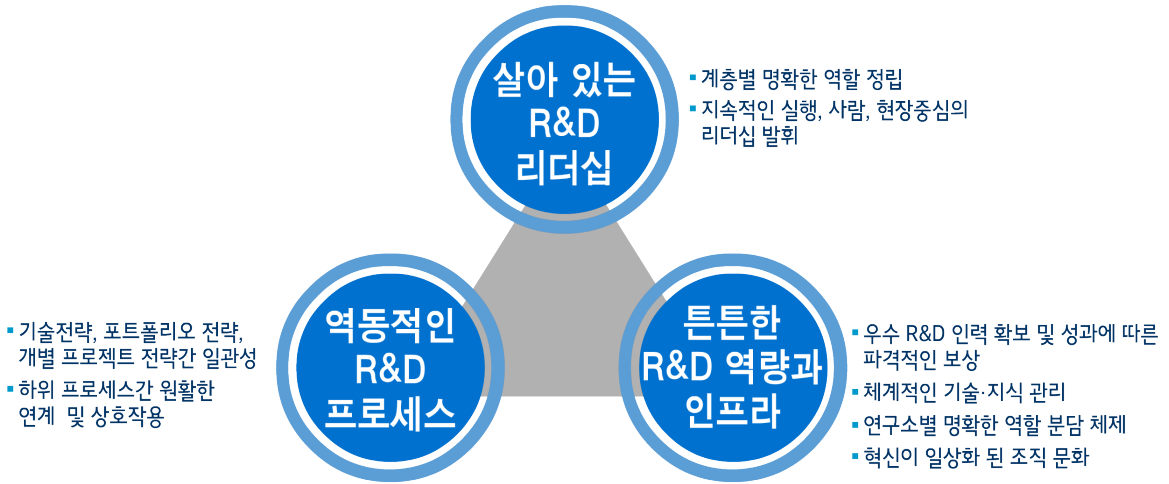 살아 있는
R&D
리더십
▪ 계층별 명확한 역할 정립
▪ 지속적인 실행, 사람, 현장중심의
리더십 발휘
역동적인
R&D
프로세스
▪ 기술전략, 포트폴리오 전략,
개별 프로젝트 전략간 일관성
▪ 하위 프로세스간 원활한
연계 및 상호작용
튼튼한
R&D 역량과
인프라
▪ 우수 R&D 인력 확보 및 성과에 따른
파격적인 보상
▪ 체계적인 기술·지식 관리
▪ 연구소별 명확한 역할 분담 체제
▪ 혁신이 일상화 된 조직 문화